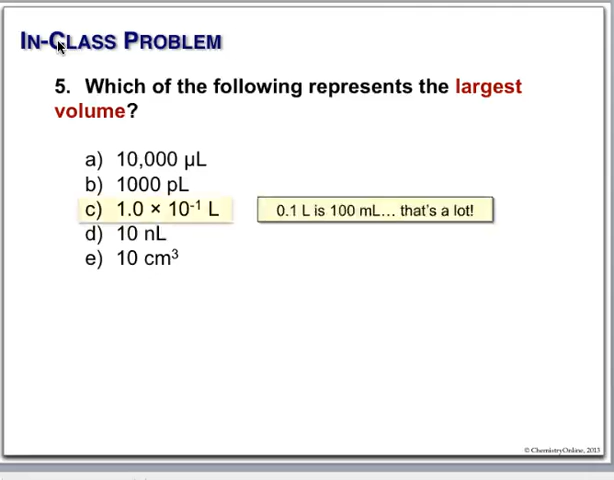 IN-CLASS PROBLEM
5. Which of the following represents the largest
volume?
a) 10,000 µL
b) 1000 pL
c) 1.0 × 10⁻¹ L
0.1 L is 100 mL… that's a lot!
d) 10 nL
e) 10 cm³
© ChemistryOnline, 2013